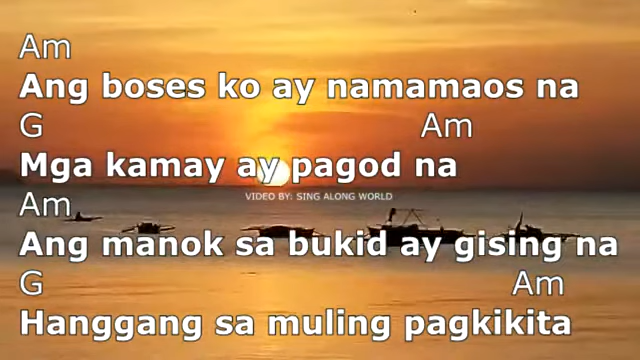 Am
Ang boses ko ay namamaos na
G Am
Mga kamay ay pagod na
VIDEO BY: SING ALONG WORLD
Am
Ang manok sa bukid ay gising na
G Am
Hanggang sa muling pagkikita